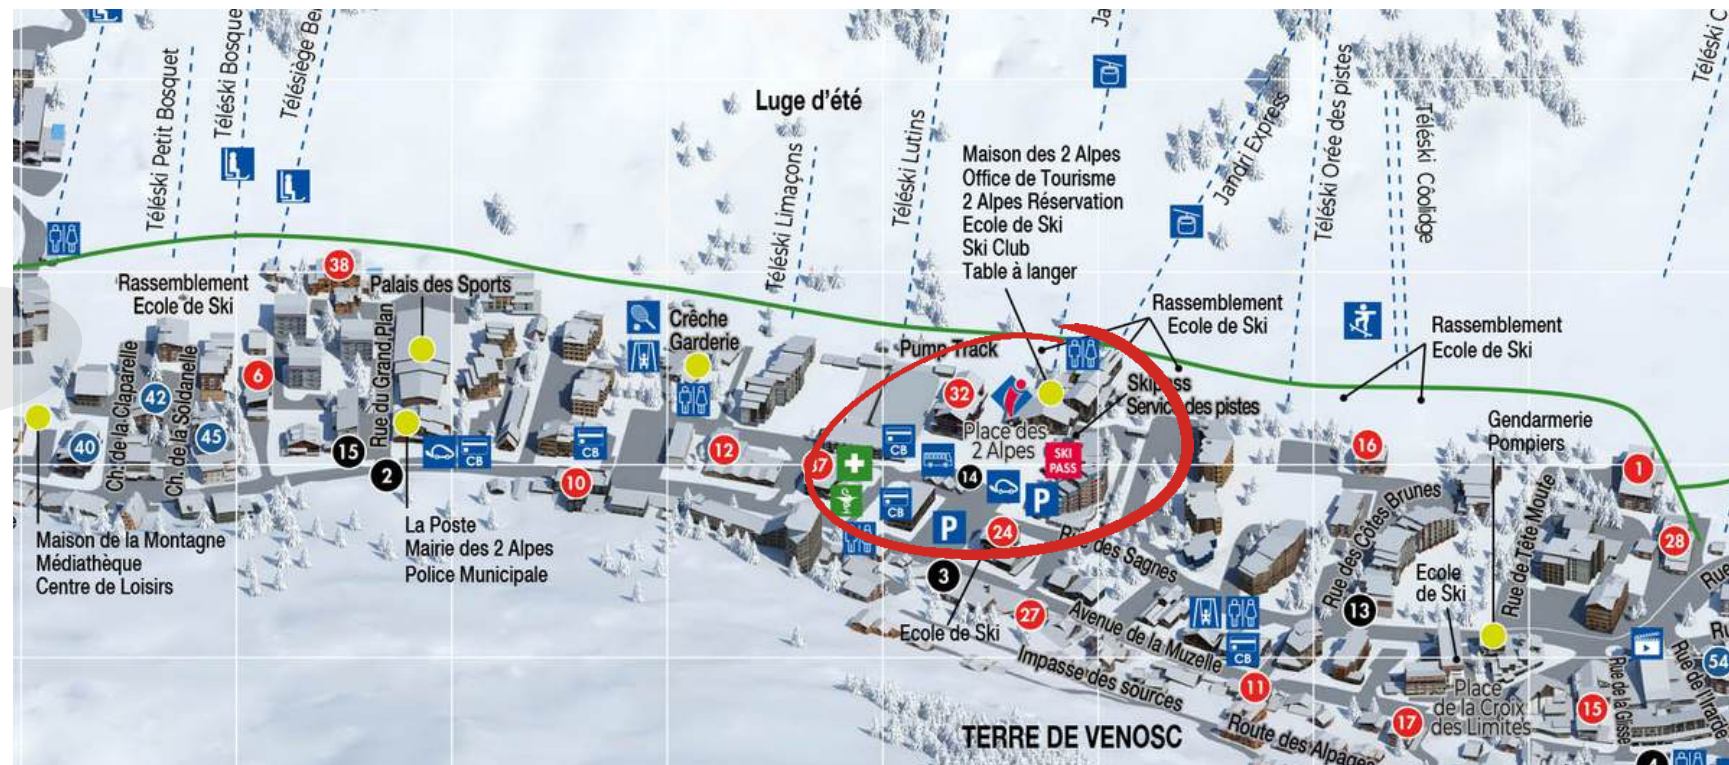 Téléski Petit Bosquet
Téléski Bosque
Télésiège Be
Luge d'été
Téléski Limaçons
Téléski Lutins
Ja
Jandri Express
Téléski Orée des pistes
Téléski Côolidge
Téléski C
Maison des 2 Alpes
Office de Tourisme
2 Alpes Réservation
Ecole de Ski
Ski Club
Table à langer
Rassemblement
Ecole de Ski
38
Palais des Sports
Crêche
Garderie
Pump Track
Rassemblement
Ecole de Ski
Rassemblement
Ecole de Ski
Skipass
Service des pistes
Gendarmerie
Pompiers
Ch. de la Claparelle
Ch. de la Soldanelle
Rue du Grand Plan
6
42
40
45
15
2
CB
CB
10
12
37
32
Place des
2 Alpes
CB
14
SKI
PASS
P
CB
P
24
16
1
28
Maison de la Montagne
Médiathèque
Centre de Loisirs
La Poste
Mairie des 2 Alpes
Police Municipale
3
Ecole de Ski
27
Rue des Sagnes
Avenue de la Muzelle
Impasse des sources
Rue des Côtes Brunes
Rue de Tête Moute
Ecole
de Ski
13
CB
11
TERRE DE VENOSC
Route des Alpages
17
Place
de la Croix
des Limites
15
Rue de la Glisse
Rue de l'Irarde
Rue
Ru
54
4